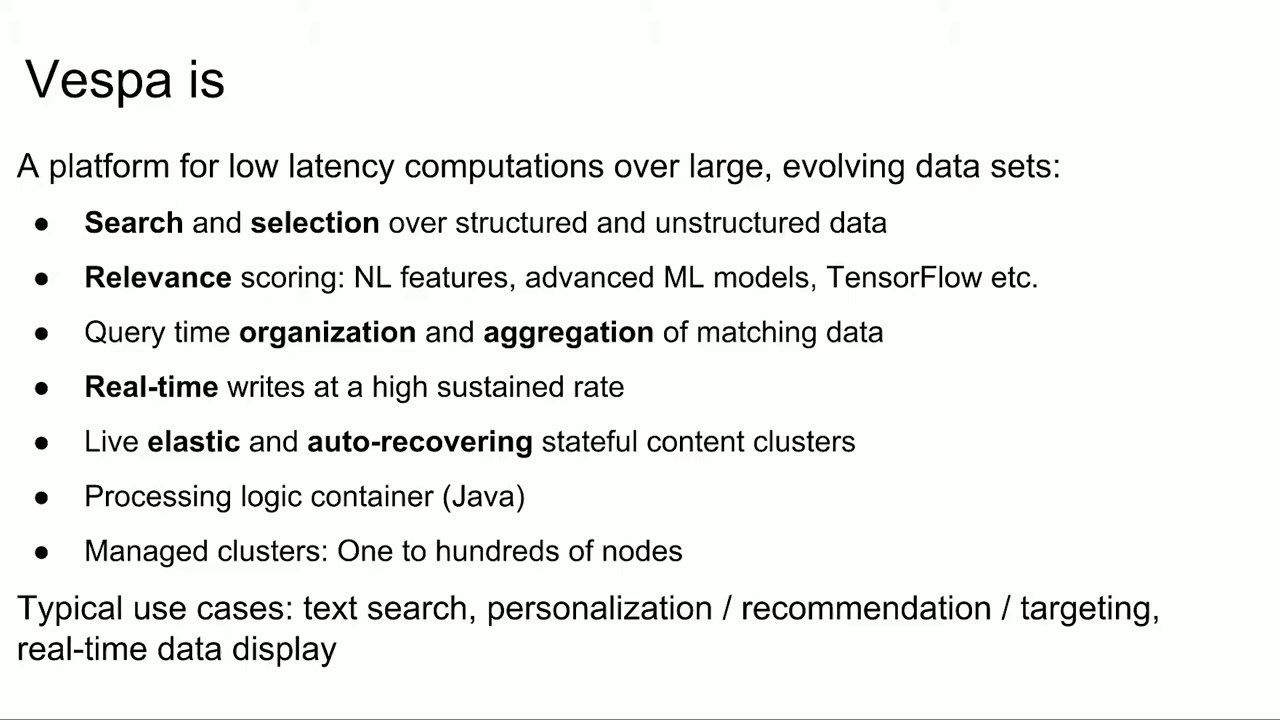 Vespa is
A platform for low latency computations over large, evolving data sets:
● Search and selection over structured and unstructured data
● Relevance scoring: NL features, advanced ML models, TensorFlow etc.
● Query time organization and aggregation of matching data
● Real-time writes at a high sustained rate
● Live elastic and auto-recovering stateful content clusters
● Processing logic container (Java)
● Managed clusters: One to hundreds of nodes
Typical use cases: text search, personalization / recommendation / targeting,
real-time data display